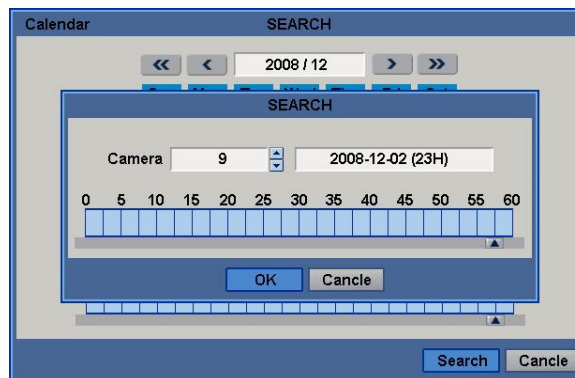 Calendar SEARCH
« < 2008 / 12 > »
SEARCH
Camera 9 2008-12-02 (23H)
0 5 10 15 20 25 30 35 40 45 50 55 60
OK Cancle
Search Cancle